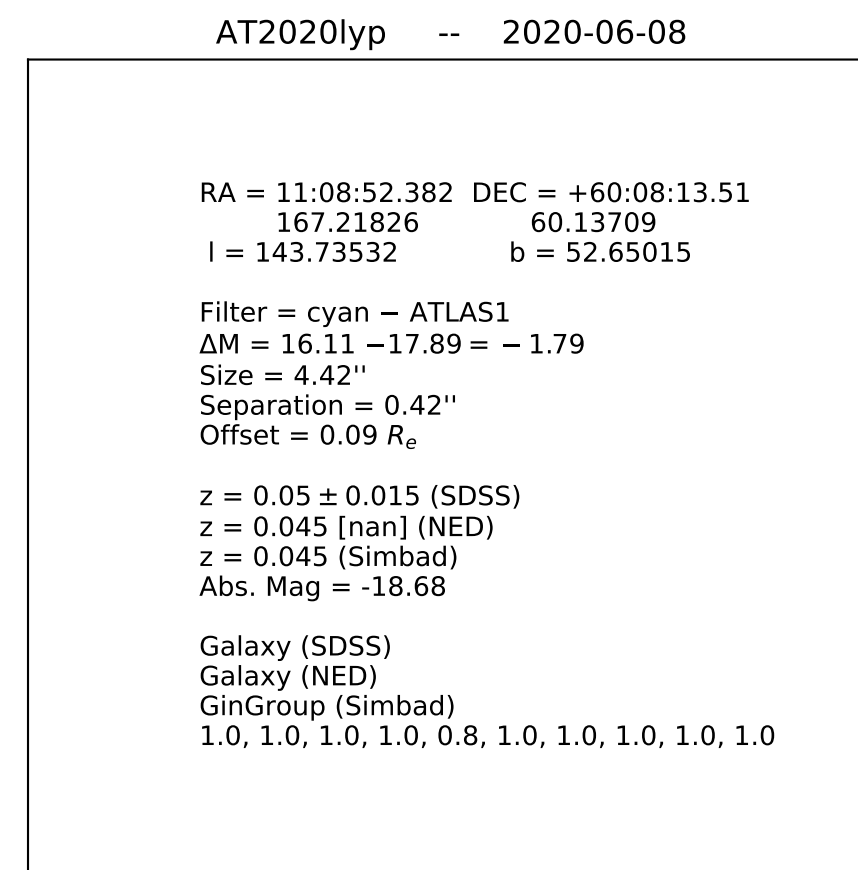 AT2020lyp -- 2020-06-08
RA = 11:08:52.382 DEC = +60:08:13.51
167.21826 60.13709
l = 143.73532 b = 52.65015
Filter = cyan − ATLAS1
ΔM = 16.11 −17.89 = − 1.79
Size = 4.42''
Separation = 0.42''
Offset = 0.09 Rₑ
z = 0.05 ± 0.015 (SDSS)
z = 0.045 [nan] (NED)
z = 0.045 (Simbad)
Abs. Mag = -18.68
Galaxy (SDSS)
Galaxy (NED)
GinGroup (Simbad)
1.0, 1.0, 1.0, 1.0, 0.8, 1.0, 1.0, 1.0, 1.0, 1.0